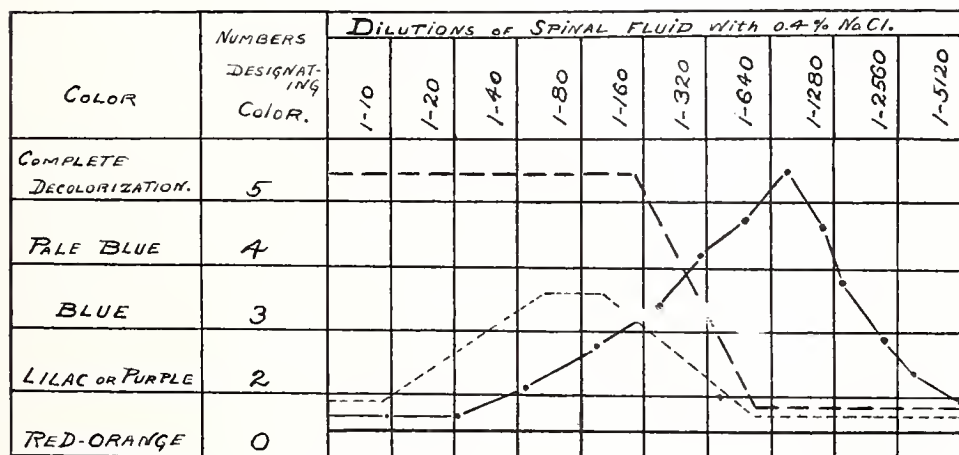 COLOR
NUMBERS
DESIGNAT-
ING
COLOR.
DILUTIONS OF SPINAL FLUID WITH 0.4% NaCl.
1-10
1-20
1-40
1-80
1-160
1-320
1-640
1-1280
1-2560
1-5120
COMPLETE
DECOLORIZATION. 5
PALE BLUE 4
BLUE 3
LILAC OR PURPLE 2
RED-ORANGE 0